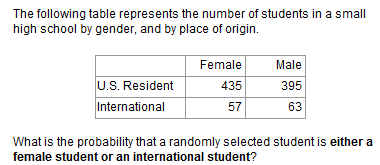 The following table represents the number of students in a small
high school by gender, and by place of origin.
Female Male
U.S. Resident 435 395
International 57 63
What is the probability that a randomly selected student is either a
female student or an international student?